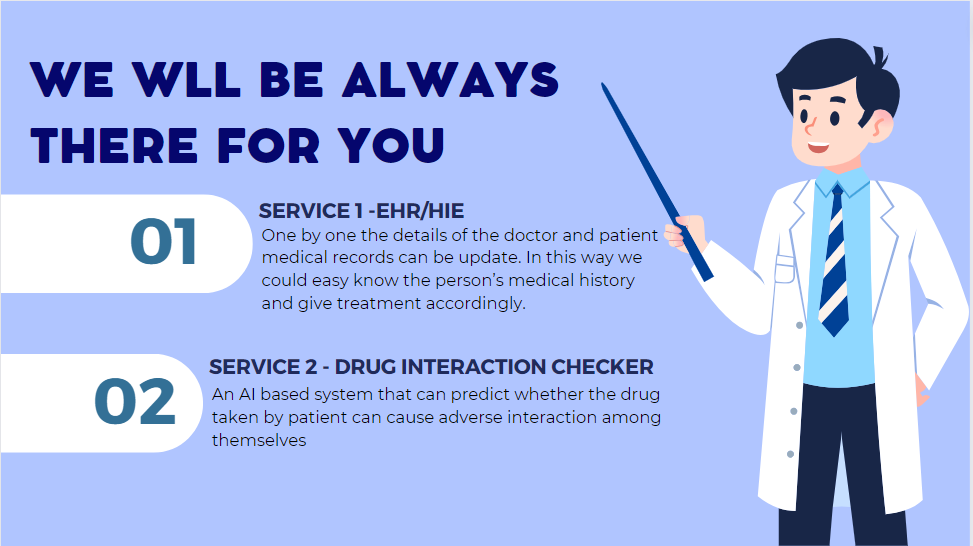 WE WLL BE ALWAYS
THERE FOR YOU
01
SERVICE 1 -EHR/HIE
One by one the details of the doctor and patient
medical records can be update. In this way we
could easy know the person’s medical history
and give treatment accordingly.
02
SERVICE 2 - DRUG INTERACTION CHECKER
An AI based system that can predict whether the drug
taken by patient can cause adverse interaction among
themselves